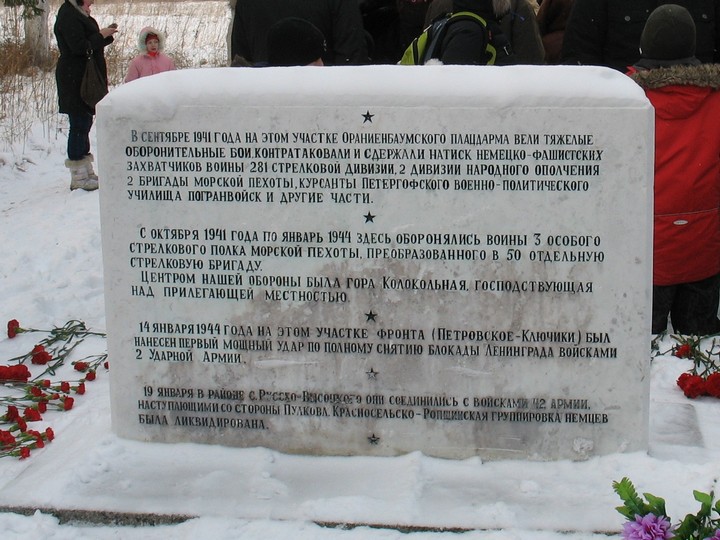 В СЕНТЯБРЕ 1941 ГОДА НА ЭТОМ УЧАСТКЕ ОРАНИЕНБАУМСКОГО ПЛАЦДАРМА ВЕЛИ ТЯЖЕЛЫЕ
ОБОРОНИТЕЛЬНЫЕ БОИ, КОНТРАТАКОВАЛИ И СДЕРЖАЛИ НАТИСК НЕМЕЦКО-ФАШИСТСКИХ
ЗАХВАТЧИКОВ ВОИНЫ 281 СТРЕЛКОВОЙ ДИВИЗИИ, 2 ДИВИЗИИ НАРОДНОГО ОПОЛЧЕНИЯ
2 БРИГАДЫ МОРСКОЙ ПЕХОТЫ, КУРСАНТЫ ПЕТЕРГОФСКОГО ВОЕННО-ПОЛИТИЧЕСКОГО
УЧИЛИЩА ПОГРАНВОЙСК И ДРУГИЕ ЧАСТИ.
С ОКТЯБРЯ 1941 ГОДА ПО ЯНВАРЬ 1944 ЗДЕСЬ ОБОРОНЯЛИСЬ ВОИНЫ 3 ОСОБОГО
СТРЕЛКОВОГО ПОЛКА МОРСКОЙ ПЕХОТЫ, ПРЕОБРАЗОВАННОГО В 50 ОТДЕЛЬНУЮ
СТРЕЛКОВУЮ БРИГАДУ.
ЦЕНТРОМ НАШЕЙ ОБОРОНЫ БЫЛА ГОРА КОЛОКОЛЬНАЯ, ГОСПОДСТВУЮЩАЯ
НАД ПРИЛЕГАЮЩЕЙ МЕСТНОСТЬЮ.
14 ЯНВАРЯ 1944 ГОДА НА ЭТОМ УЧАСТКЕ ФРОНТА (ПЕТРОВСКОЕ-КЛЮЧИКИ) БЫЛ
НАНЕСЕН ПЕРВЫЙ МОЩНЫЙ УДАР ПО ПОЛНОМУ СНЯТИЮ БЛОКАДЫ ЛЕНИНГРАДА ВОЙСКАМИ
2 УДАРНОЙ АРМИИ.
19 ЯНВАРЯ В РАЙОНЕ С. РУССКО-ВЫСОЦКОГО ОНИ СОЕДИНИЛИСЬ С ВОЙСКАМИ 42 АРМИИ,
НАСТУПАЮЩИМИ СО СТОРОНЫ ПУЛКОВА. КРАСНОСЕЛЬСКО-РОПШИНСКАЯ ГРУППИРОВКА НЕМЦЕВ
БЫЛА ЛИКВИДИРОВАНА.